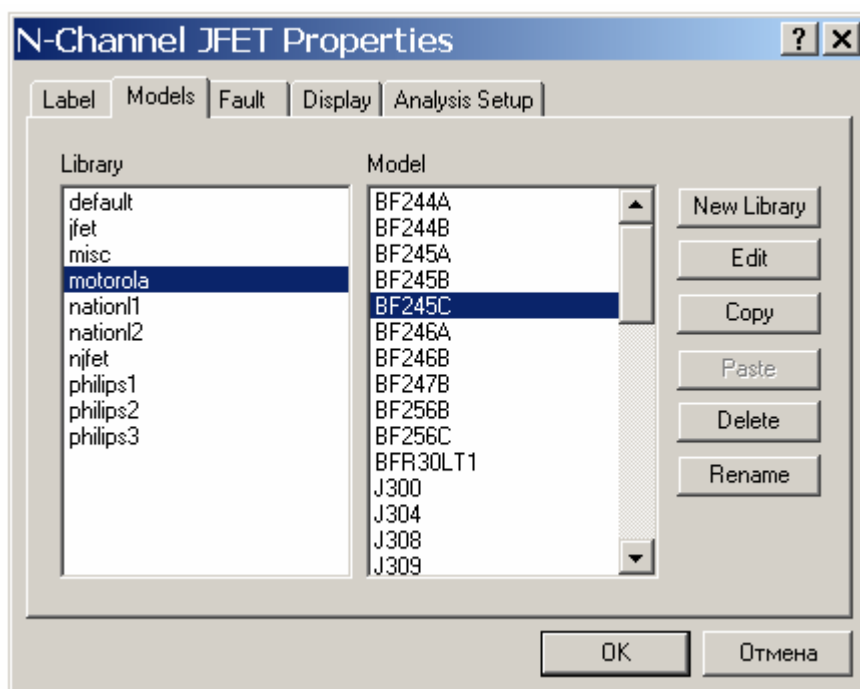 N-Channel JFET Properties
Label Models Fault Display Analysis Setup
Library
default
jfet
misc
motorola
nationl1
nationl2
njfet
philips1
philips2
philips3
Model
BF244A
BF244B
BF245A
BF245B
BF245C
BF246A
BF246B
BF247B
BF256B
BF256C
BFR30LT1
J300
J304
J308
J309
New Library
Edit
Copy
Paste
Delete
Rename
OK Отмена